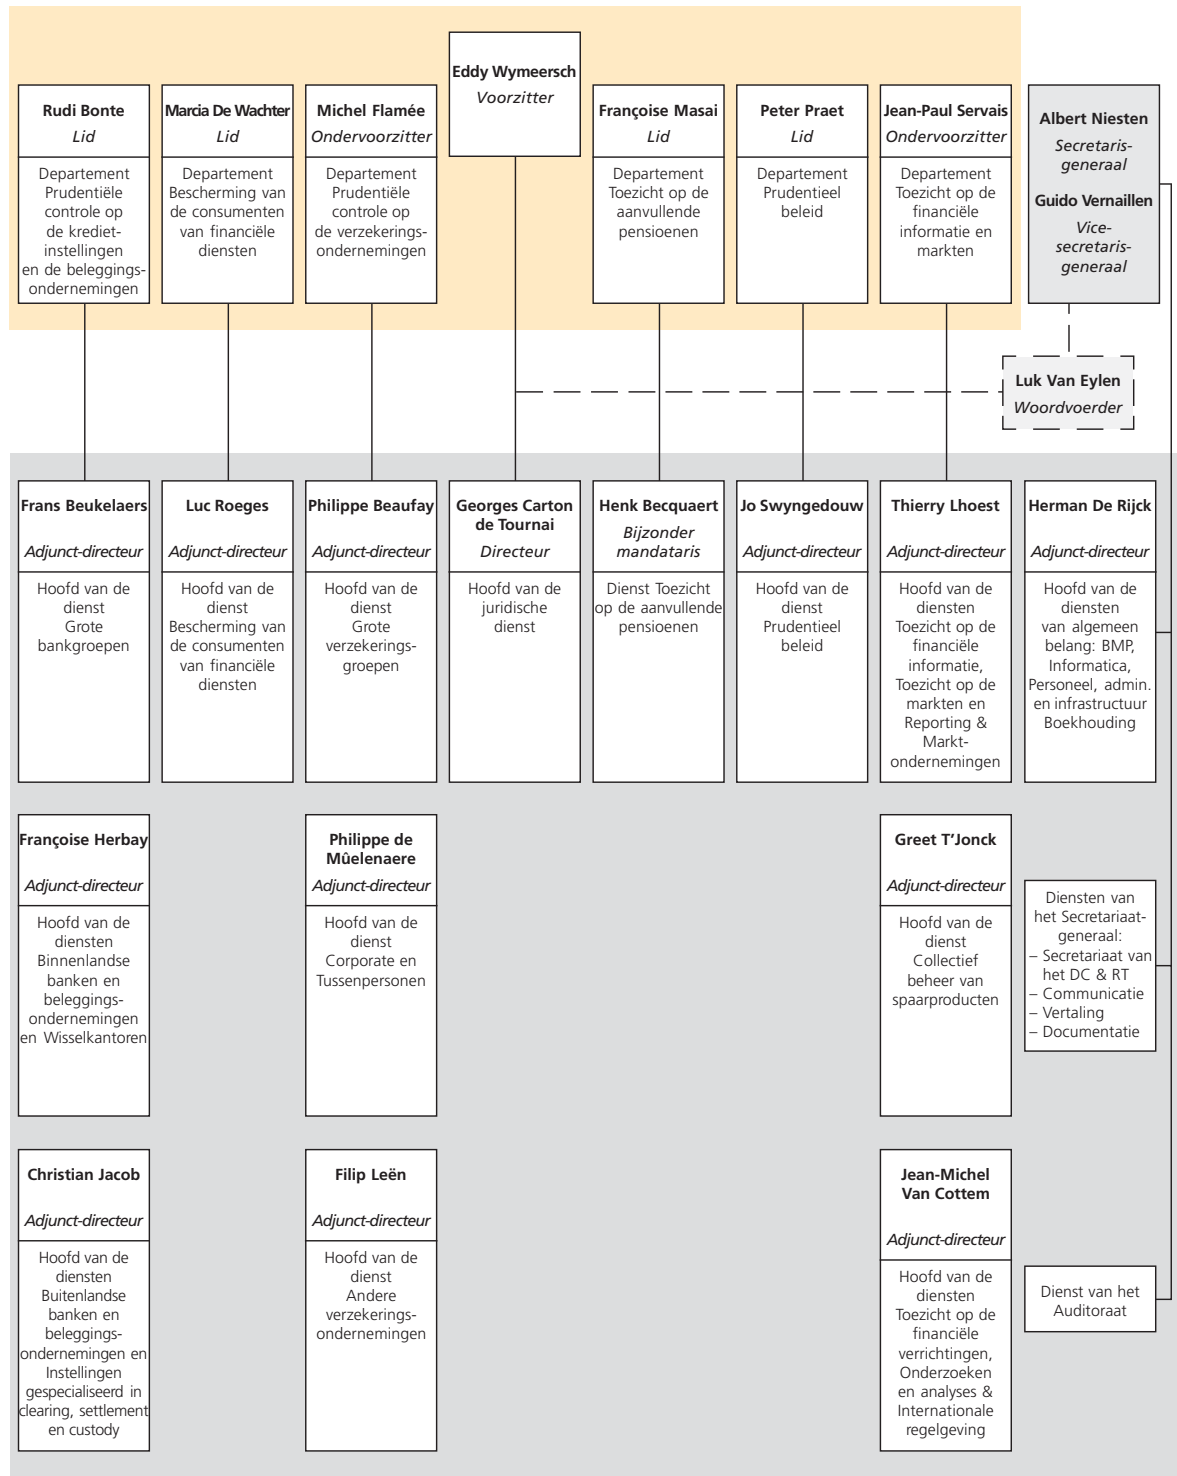 Eddy Wymeersch
Voorzitter
Rudi Bonte
Lid
Departement
Prudentiële
controle op
de krediet-
instellingen
en de beleggings-
ondernemingen
Marcia De Wachter
Lid
Departement
Bescherming van
de consumenten
van financiële
diensten
Michel Flamée
Ondervoorzitter
Departement
Prudentiële
controle op
de verzekerings-
ondernemingen
Françoise Masai
Lid
Departement
Toezicht op de
aanvullende
pensioenen
Peter Praet
Lid
Departement
Prudentieel
beleid
Jean-Paul Servais
Ondervoorzitter
Departement
Toezicht op de
financiële
informatie en
markten
Albert Niesten
Secretaris-
generaal
Guido Vernaillen
Vice-
secretaris-
generaal
Luk Van Eylen
Woordvoerder
Frans Beukelaers
Adjunct-directeur
Hoofd van de
dienst
Grote
bankgroepen
Luc Roeges
Adjunct-directeur
Hoofd van de
dienst
Bescherming van
de consumenten
van financiële
diensten
Philippe Beaufay
Adjunct-directeur
Hoofd van de
dienst
Grote
verzekerings-
groepen
Georges Carton
de Tournai
Directeur
Hoofd van de
juridische
dienst
Henk Becquaert
Bijzonder
mandataris
Dienst Toezicht
op de aanvullende
pensioenen
Jo Swyngedouw
Adjunct-directeur
Hoofd van de
dienst
Prudentieel
beleid
Thierry Lhoest
Adjunct-directeur
Hoofd van de
diensten
Toezicht op de
financiële
informatie,
Toezicht op de
markten en
Reporting &
Markt-
ondernemingen
Herman De Rijck
Adjunct-directeur
Hoofd van de
diensten
van algemeen
belang: BMP,
Informatica,
Personeel, admin.
en infrastructuur
Boekhouding
Françoise Herbay
Adjunct-directeur
Hoofd van de
diensten
Binnenlandse
banken en
beleggings-
ondernemingen
en Wisselkantoren
Philippe de
Mûelenaere
Adjunct-directeur
Hoofd van de
dienst
Corporate en
Tussenpersonen
Greet T’Jonck
Adjunct-directeur
Hoofd van de
dienst
Collectief
beheer van
spaarproducten
Diensten van
het Secretariaat-
generaal:
– Secretariaat van
het DC & RT
– Communicatie
– Vertaling
– Documentatie
Christian Jacob
Adjunct-directeur
Hoofd van de
diensten
Buitenlandse
banken en
beleggings-
ondernemingen en
Instellingen
gespecialiseerd in
clearing, settlement
en custody
Filip Leën
Adjunct-directeur
Hoofd van de
dienst
Andere
verzekerings-
ondernemingen
Jean-Michel
Van Cottem
Adjunct-directeur
Hoofd van de
diensten
Toezicht op de
financiële
verrichtingen,
Onderzoeken
en analyses &
Internationale
regelgeving
Dienst van het
Auditoraat